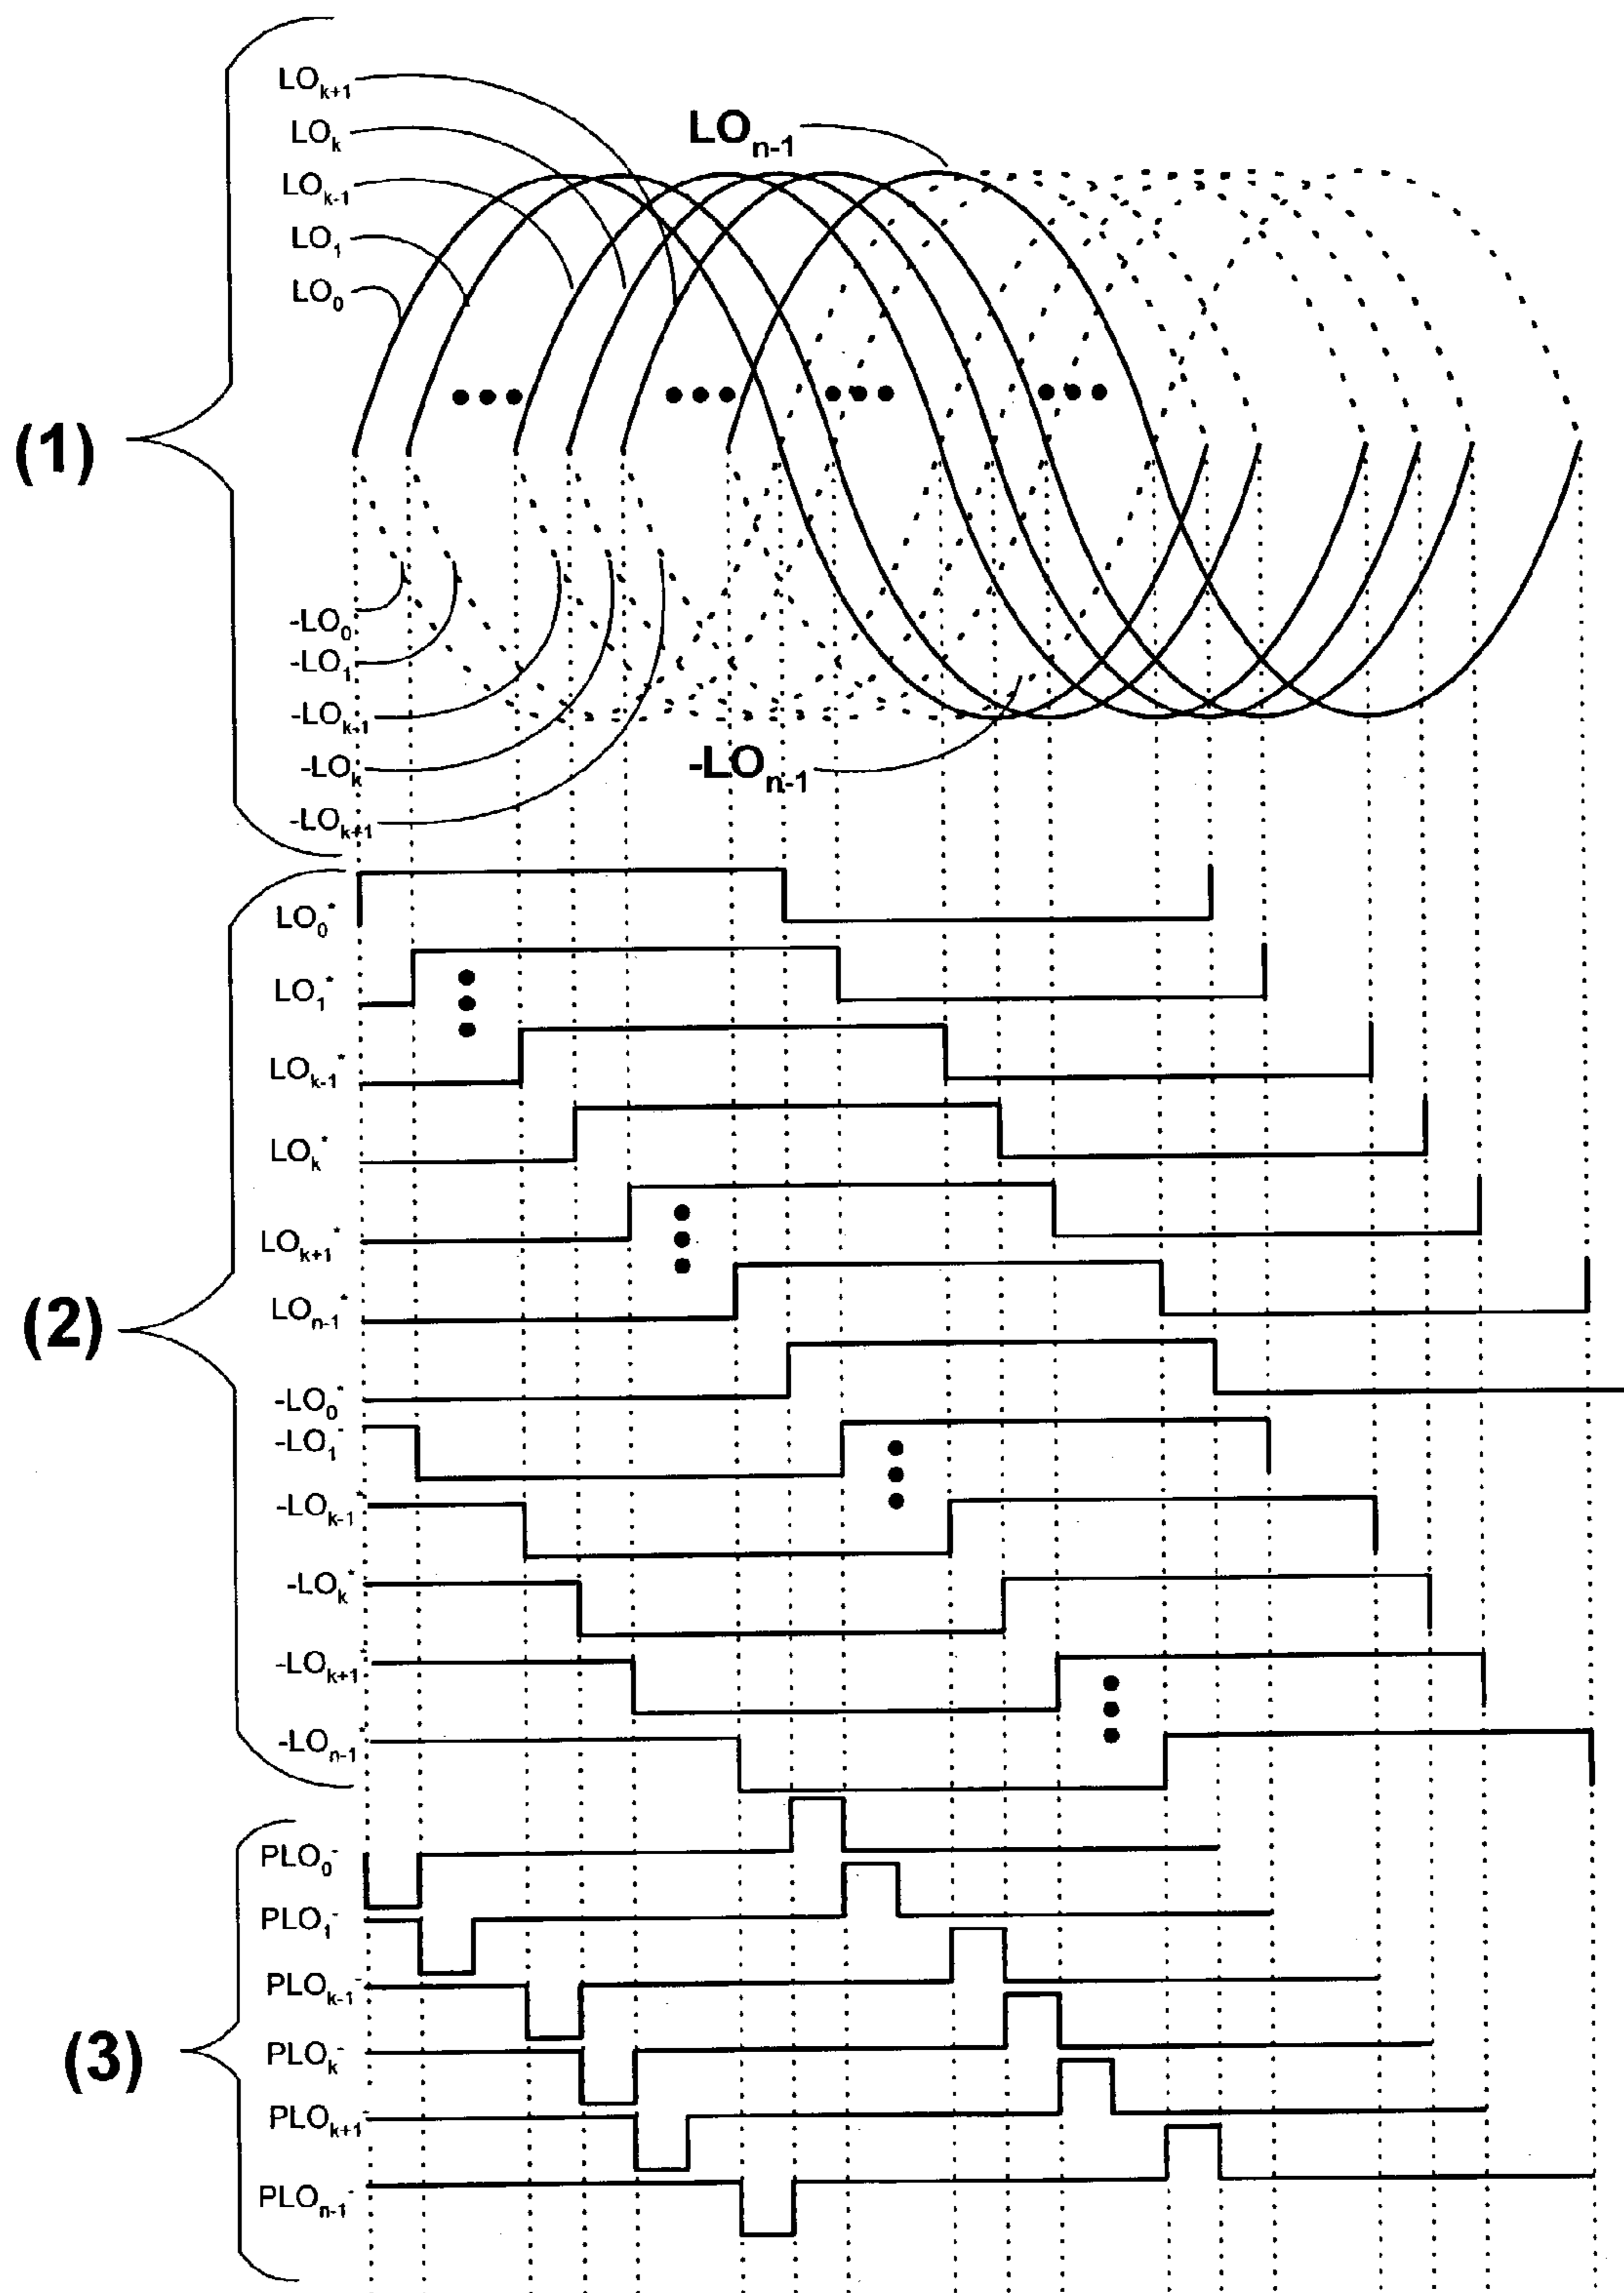 LOk+1
LOk
LOk-1
LO1
LO0
LOn-1
(1)
-LO0
-LO1
-LOk-1
-LOk
-LOk+1
-LOn-1
(2)
LO0*
LO1*
LOk-1*
LOk*
LOk+1*
LOn-1*
-LO0*
-LO1-
-LOk-1*
-LOk*
-LOk+1*
-LOn-1*
(3)
PLO0-
PLO1-
PLOk-1-
PLOk-
PLOk+1-
PLOn-1-